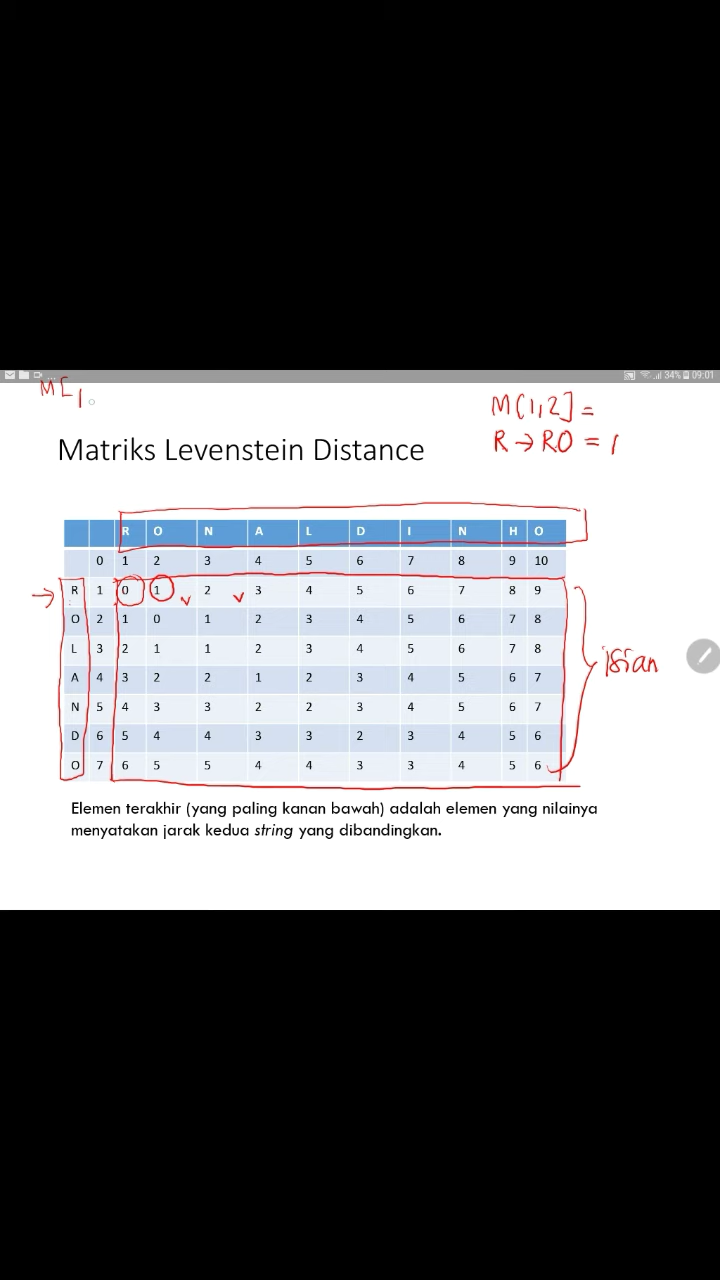 34% 09:01
M[1
M[1,2] =
R → RO = 1
Matriks Levenstein Distance
R O N A L D I N H O
0 1 2 3 4 5 6 7 8 9 10
R 1 0 1 2 3 4 5 6 7 8 9
O 2 1 0 1 2 3 4 5 6 7 8
L 3 2 1 1 2 3 4 5 6 7 8
A 4 3 2 2 1 2 3 4 5 6 7
N 5 4 3 3 2 2 3 4 5 6 7
D 6 5 4 4 3 3 2 3 4 5 6
O 7 6 5 5 4 4 3 3 4 5 6
isian
Elemen terakhir (yang paling kanan bawah) adalah elemen yang nilainya
menyatakan jarak kedua string yang dibandingkan.